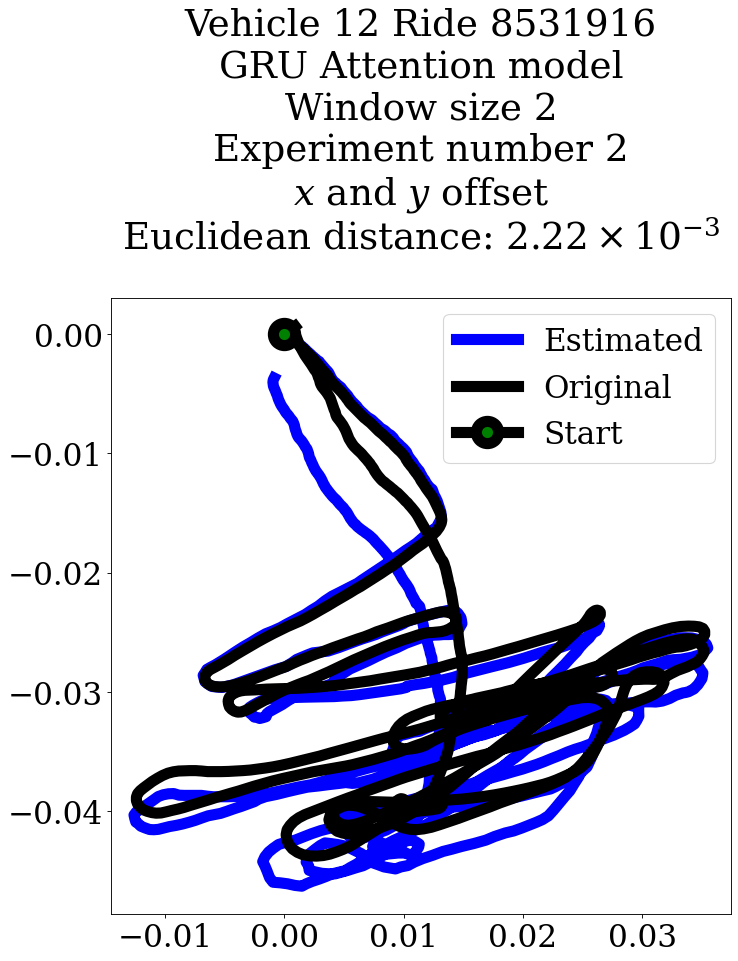 Vehicle 12 Ride 8531916
GRU Attention model
Window size 2
Experiment number 2
x and y offset
Euclidean distance: 2.22 × 10⁻³
Estimated
Original
Start
0.00
−0.01
−0.02
−0.03
−0.04
−0.01 0.00 0.01 0.02 0.03